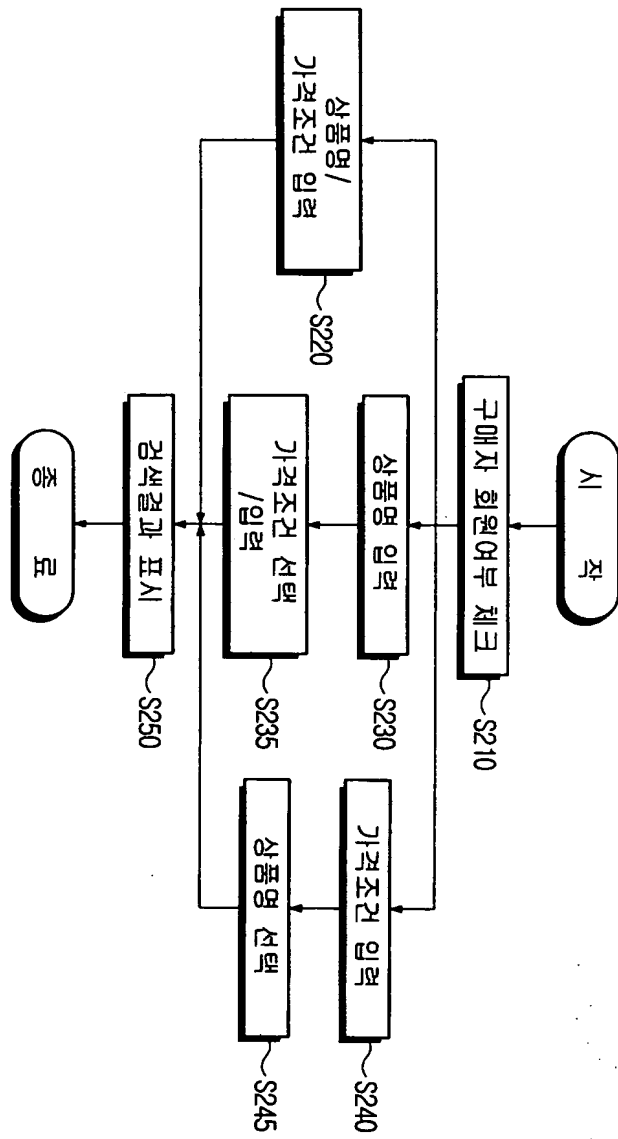 시 작
구매자 회원여부 체크
S210
상품명/
가격조건 입력
S220
상품명 입력
S230
가격조건 입력
S240
가격조건 선택
/입력
S235
상품명 선택
S245
검색결과 표시
S250
종 료